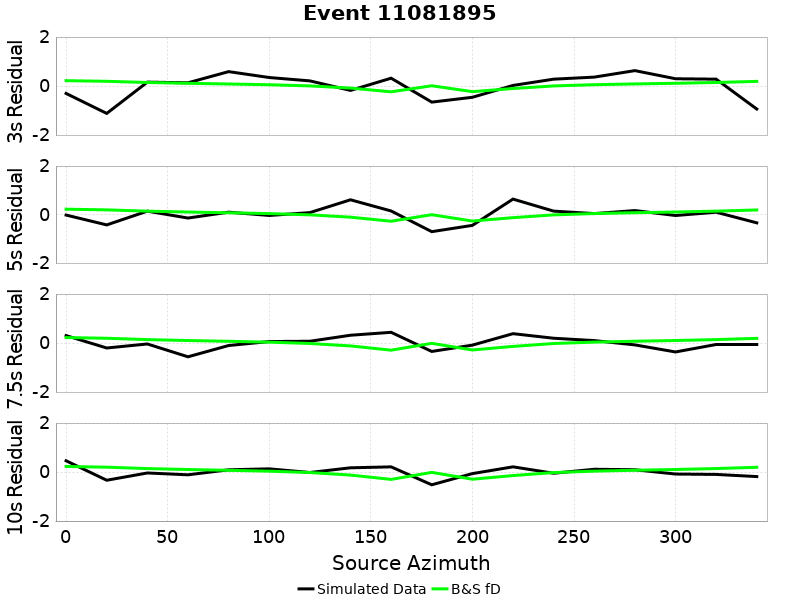 Event 11081895
3s Residual
2
0
-2
5s Residual
2
0
-2
7.5s Residual
2
0
-2
10s Residual
2
0
-2
0 50 100 150 200 250 300
Source Azimuth
Simulated Data B&S fD